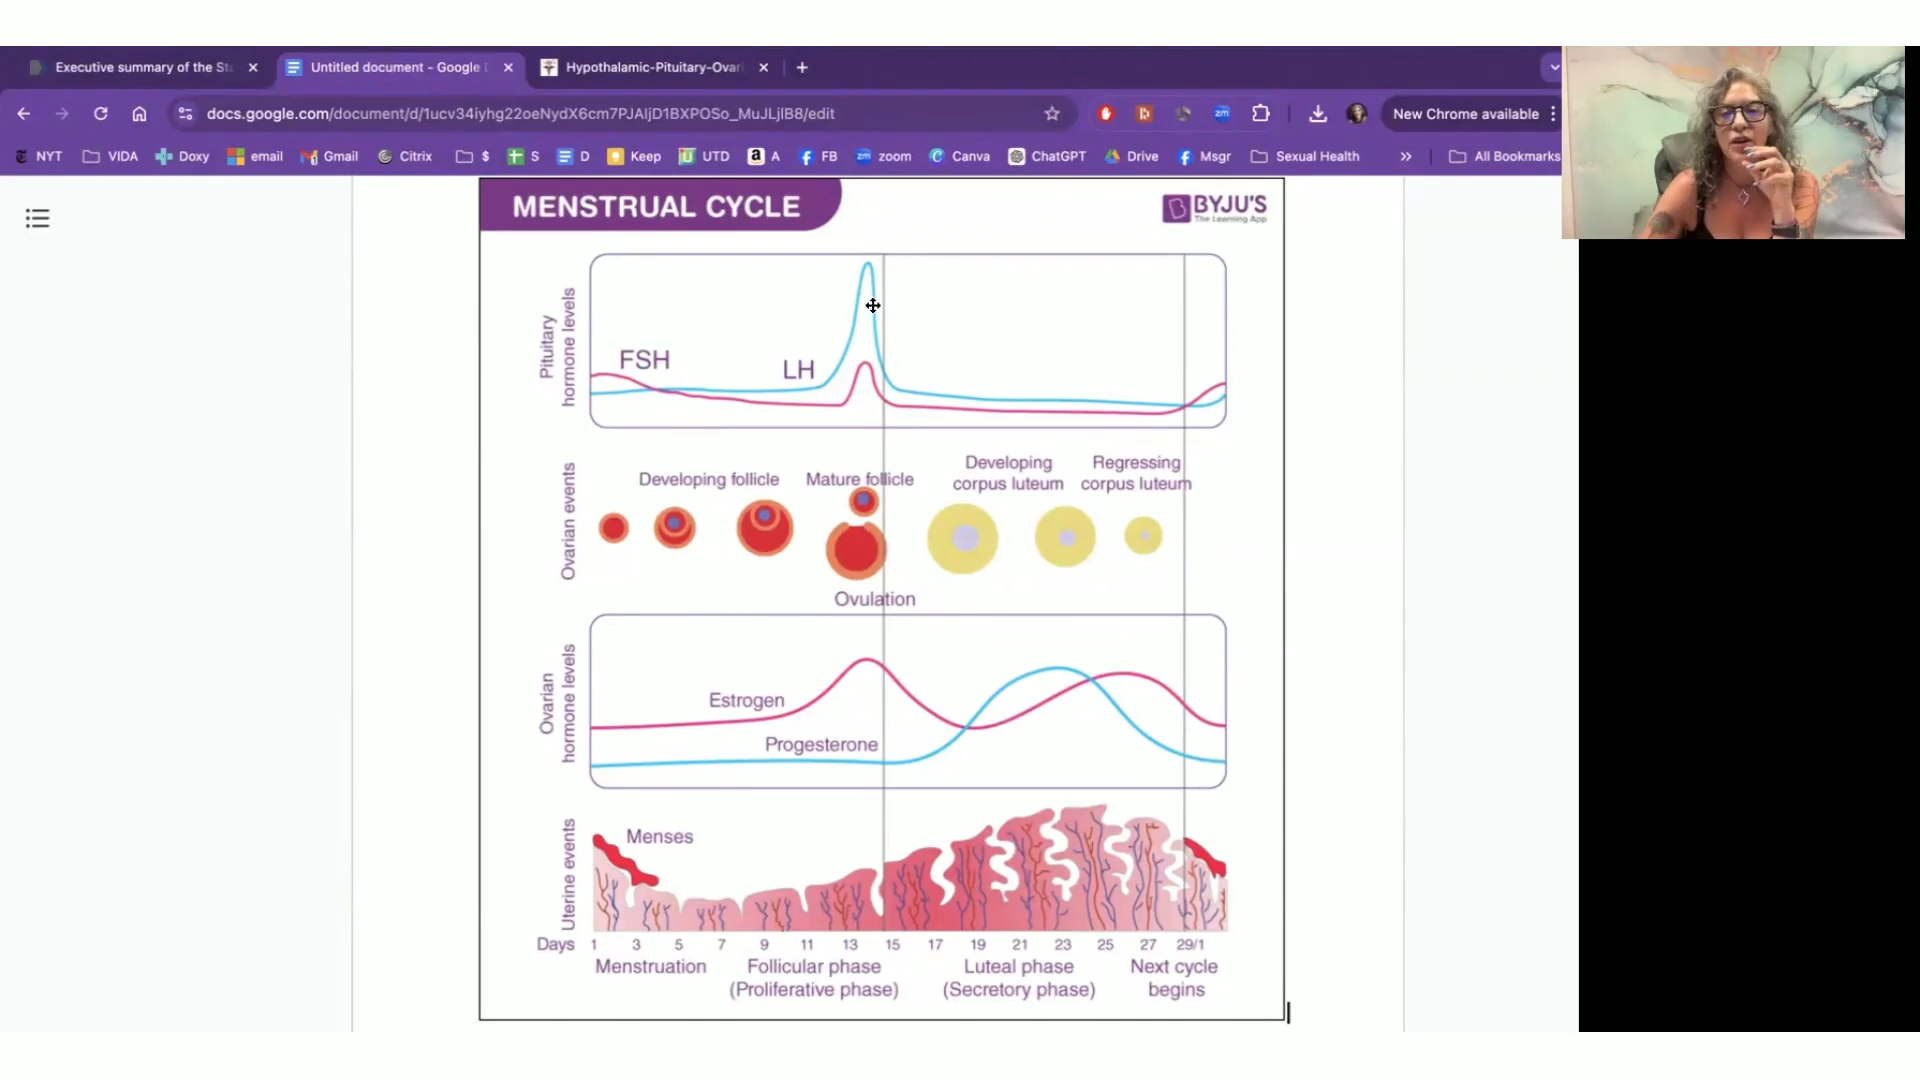 Executive summary of the St
Untitled document - Google
Hypothalamic-Pituitary-Ovar
docs.google.com/document/d/1ucv34iyhg22oeNydX6cm7PJAIjD1BXPOSo_MuJLjlB8/edit
New Chrome available
NYT VIDA Doxy email Gmail Citrix $ S D Keep UTD A FB zoom Canva ChatGPT Drive Msgr Sexual Health » All Bookmarks
MENSTRUAL CYCLE
BYJU'S
The Learning App
Pituitary
hormone levels
FSH
LH
Ovarian events
Developing follicle
Mature follicle
Developing
corpus luteum
Regressing
corpus luteum
Ovulation
Ovarian
hormone levels
Estrogen
Progesterone
Uterine events
Menses
Days 1 3 5 7 9 11 13 15 17 19 21 23 25 27 29/1
Menstruation
Follicular phase
(Proliferative phase)
Luteal phase
(Secretory phase)
Next cycle
begins